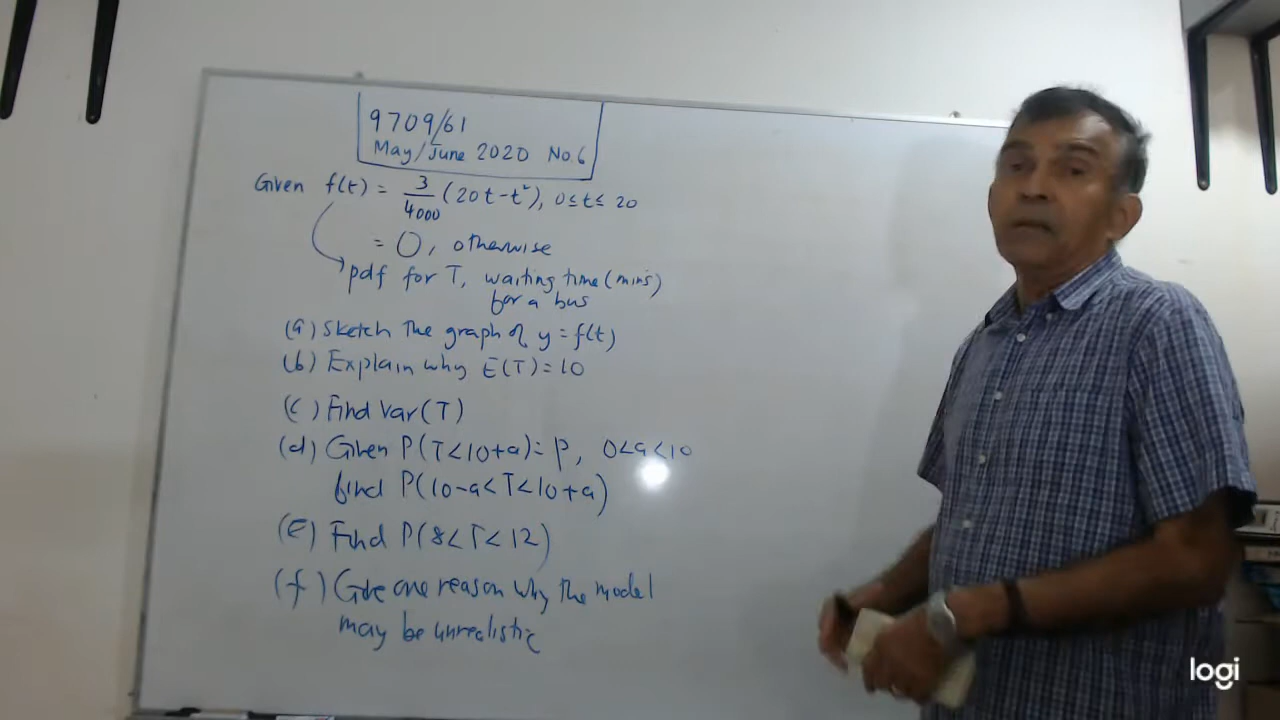 9709/61
May/June 2020 No.6
Given f(t) = 3/4000 (20t-t²), 0≤t≤ 20
= 0, otherwise
pdf for T, waiting time (mins)
for a bus
(a) Sketch the graph of y=f(t)
(b) Explain why E(T)=10
(c) Find Var(T)
(d) Given P(T<10+a)=p, 0<a<10
find P(10-a<T<10+a)
(e) Find P(8<T<12)
(f) Give one reason why the model
may be unrealistic
logi